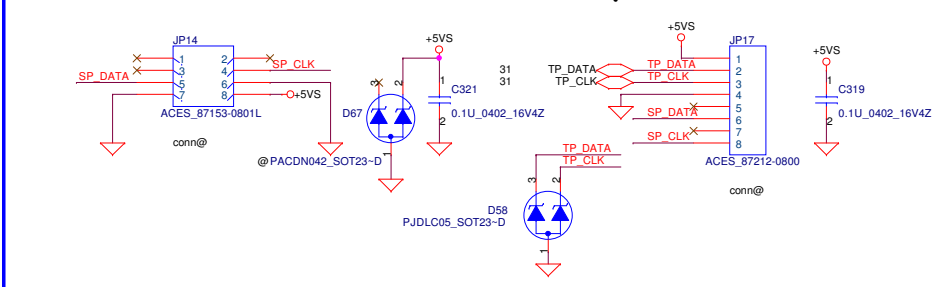 JP14
1 2
3 4
5 6
7 8
SP_DATA
SP_CLK
+5VS
ACES_87153-0801L
conn@
+5VS
3
2
D67
1
@ PACDN042_SOT23~D
1
C321
0.1U_0402_16V4Z
2
31 TP_DATA
31 TP_CLK
TP_DATA
TP_CLK
SP_DATA
SP_CLK
+5VS
JP17
1
2
3
4
5
6
7
8
ACES_87212-0800
conn@
+5VS
1
C319
0.1U_0402_16V4Z
2
TP_DATA
TP_CLK
3
2
D58
PJDLC05_SOT23~D
1